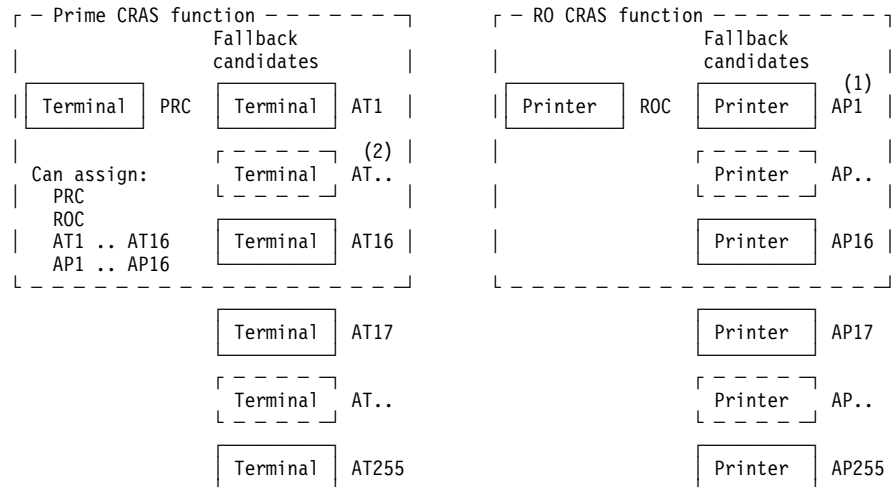 Prime CRAS function
RO CRAS function
Fallback
candidates
Fallback
candidates
Terminal PRC Terminal AT1
Printer ROC Printer AP1 (1)
(2)
Can assign: Terminal AT..
Printer AP..
PRC
ROC
AT1 .. AT16 Terminal AT16
Printer AP16
AP1 .. AP16
Terminal AT17
Printer AP17
Terminal AT..
Printer AP..
Terminal AT255
Printer AP255